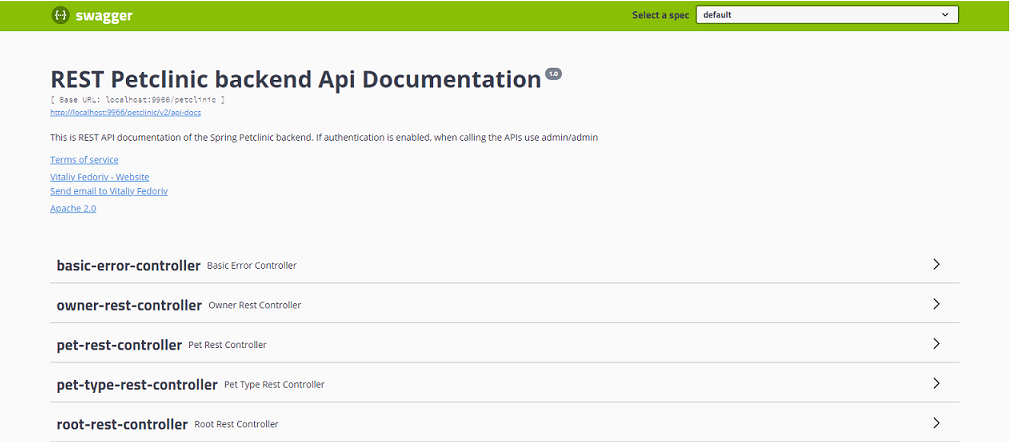 swagger Select a spec default
REST Petclinic backend Api Documentation 1.0
[ Base URL: localhost:9966/petclinic ]
http://localhost:9966/petclinic/v2/api-docs
This is REST API documentation of the Spring Petclinic backend. If authentication is enabled, when calling the APIs use admin/admin
Terms of service
Vitaliy Fedoriv - Website
Send email to Vitaliy Fedoriv
Apache 2.0
basic-error-controller Basic Error Controller
owner-rest-controller Owner Rest Controller
pet-rest-controller Pet Rest Controller
pet-type-rest-controller Pet Type Rest Controller
root-rest-controller Root Rest Controller